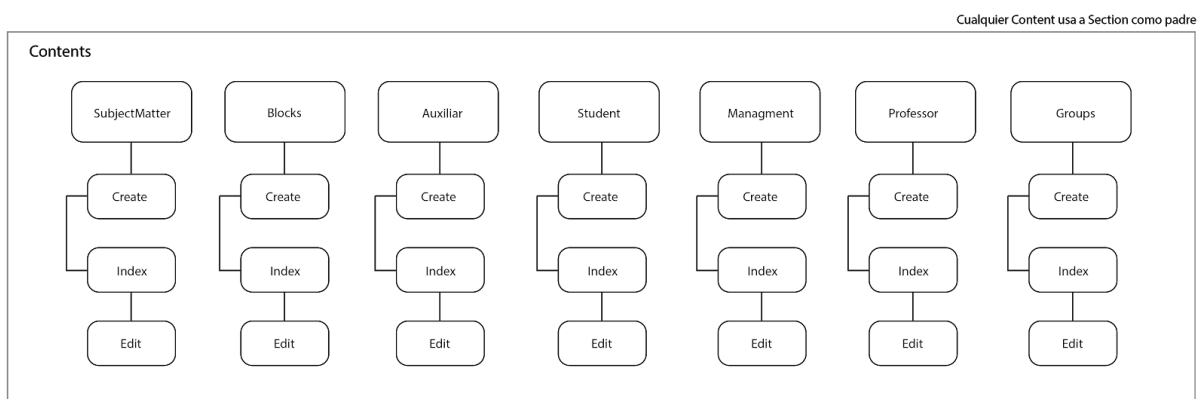 Cualquier Content usa a Section como padre
Contents
SubjectMatter Blocks Auxiliar Student Managment Professor Groups
Create Create Create Create Create Create Create
Index Index Index Index Index Index Index
Edit Edit Edit Edit Edit Edit Edit